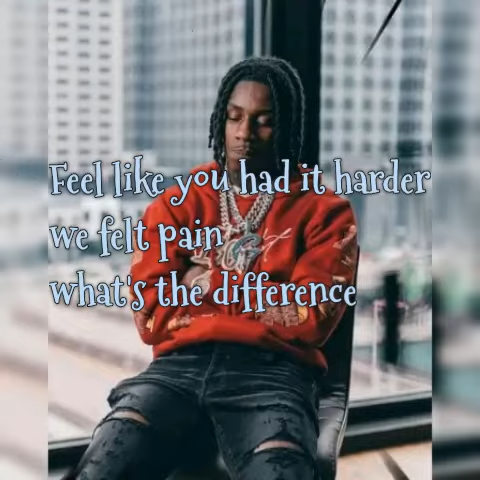 Feel like you had it harder
we felt pain
what's the difference